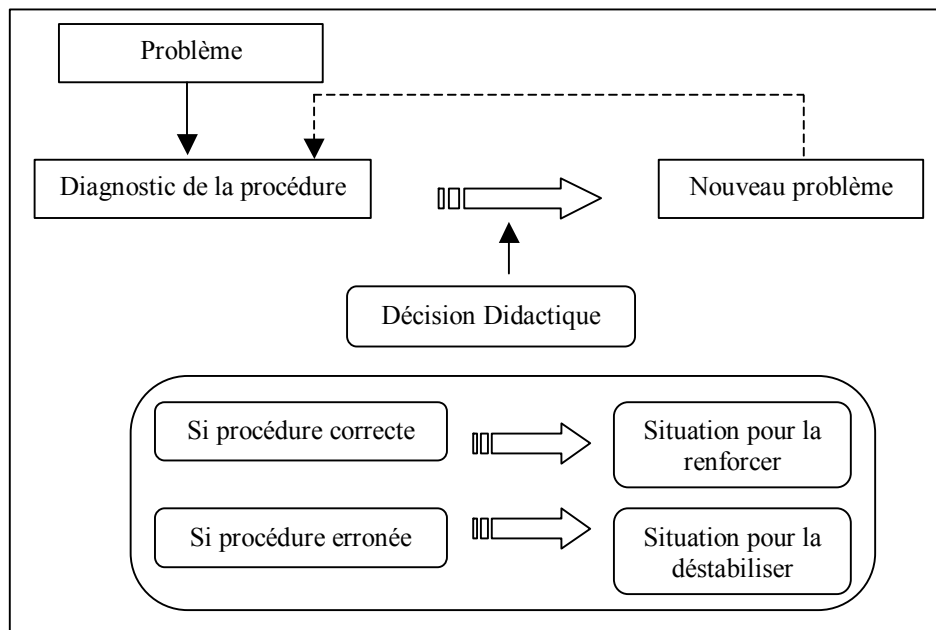 Problème
Diagnostic de la procédure
Nouveau problème
Décision Didactique
Si procédure correcte
Situation pour la
renforcer
Si procédure erronée
Situation pour la
déstabiliser